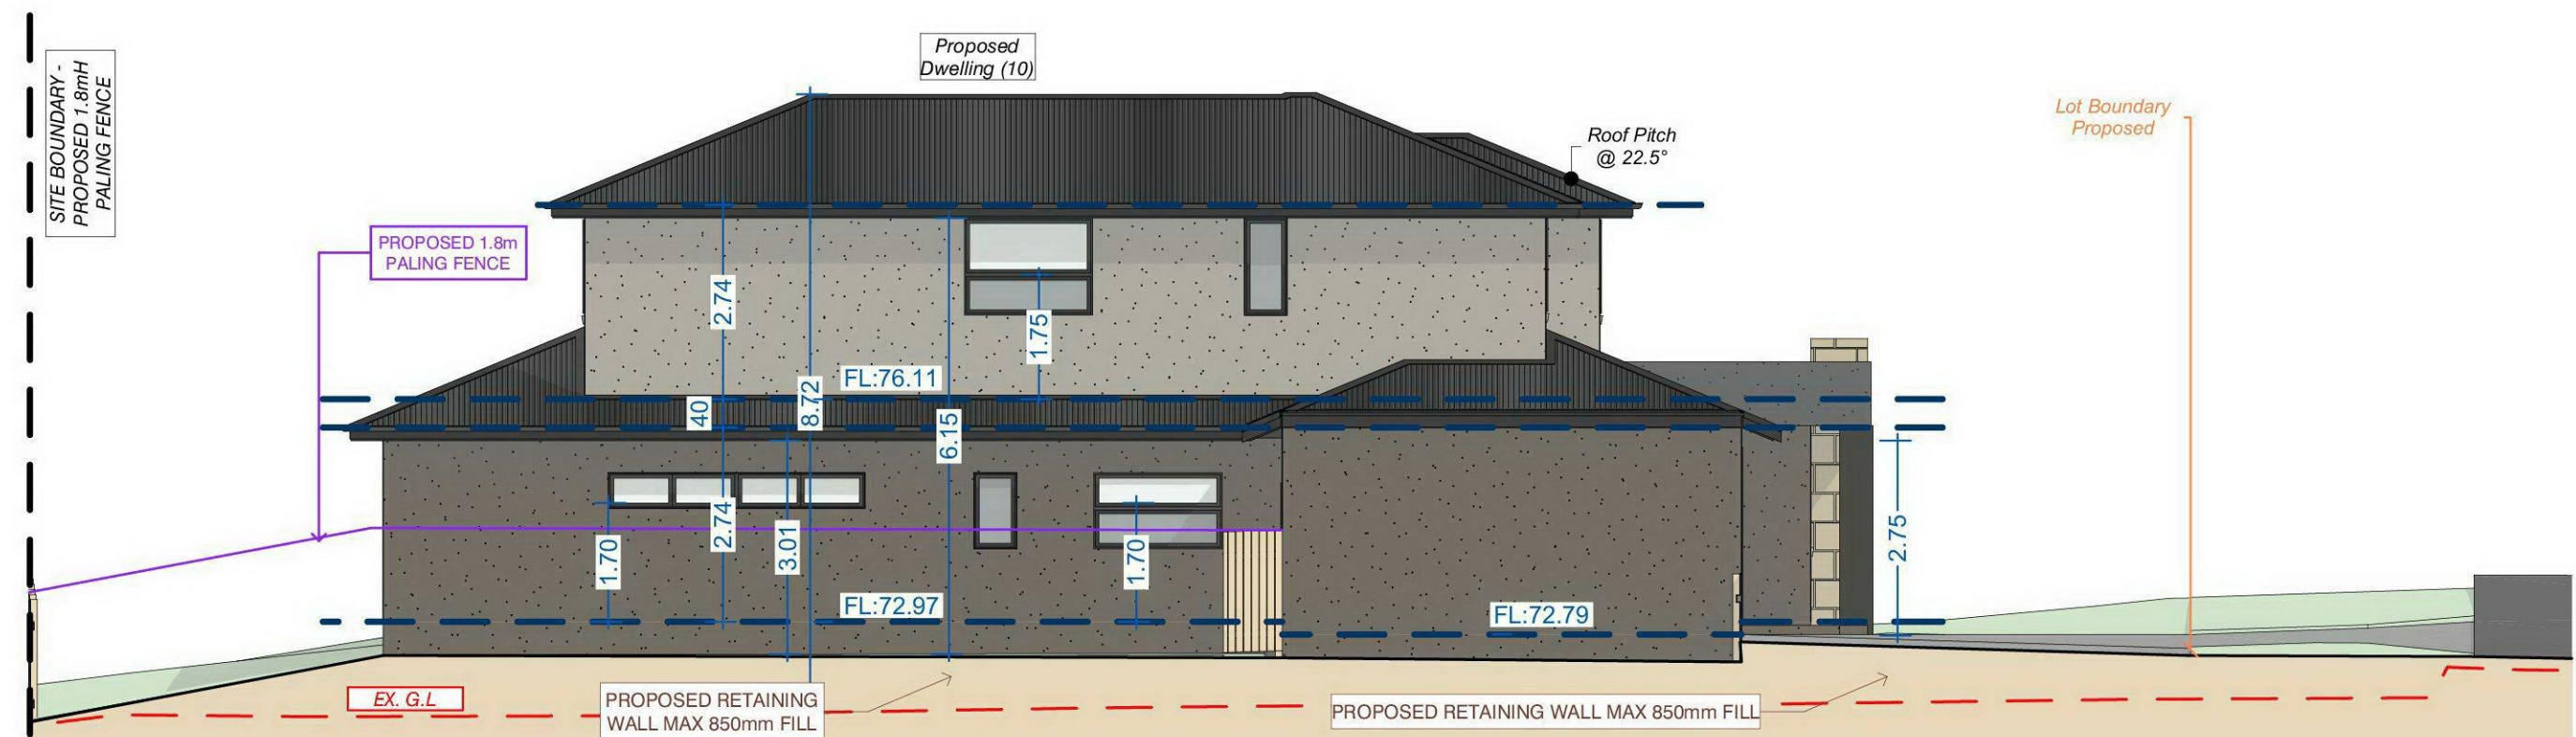 SITE BOUNDARY -
PROPOSED 1.8mH
PALING FENCE
Proposed
Dwelling (10)
Roof Pitch
@ 22.5°
Lot Boundary
Proposed
PROPOSED 1.8m
PALING FENCE
2.74
1.75
FL:76.11
40
8.72
6.15
1.70
2.74
3.01
1.70
2.75
FL:72.97
FL:72.79
EX. G.L
PROPOSED RETAINING
WALL MAX 850mm FILL
PROPOSED RETAINING WALL MAX 850mm FILL